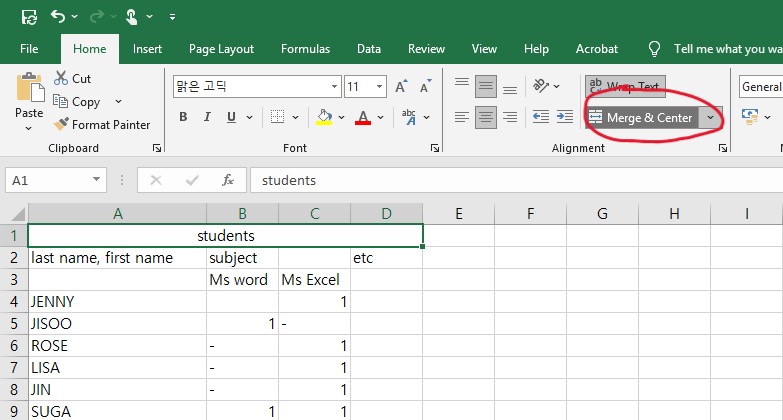 File Home Insert Page Layout Formulas Data Review View Help Acrobat Tell me what you wa
Cut
Copy
Format Painter
Paste
Clipboard
맑은 고딕 11 A A
B I U A abc
Font
ab Wrap Text
Merge & Center
Alignment
General
A1 fx students
A B C D E F G H I
1 students
2 last name, first name subject etc
3 Ms word Ms Excel
4 JENNY 1
5 JISOO 1 -
6 ROSE - 1
7 LISA - 1
8 JIN - 1
9 SUGA 1 1